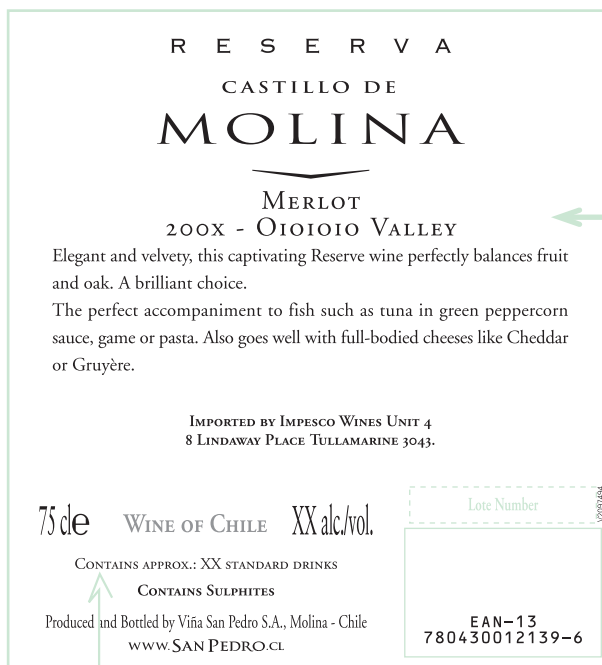 RESERVA
CASTILLO DE
MOLINA
MERLOT
200X - OIOIOIO VALLEY
Elegant and velvety, this captivating Reserve wine perfectly balances fruit
and oak. A brilliant choice.
The perfect accompaniment to fish such as tuna in green peppercorn
sauce, game or pasta. Also goes well with full-bodied cheeses like Cheddar
or Gruyère.
IMPORTED BY IMPESCO WINES UNIT 4
8 LINDAWAY PLACE TULLAMARINE 3043.
75 cl e WINE OF CHILE XX alc./vol.
Lote Number
V2097494
CONTAINS APPROX.: XX STANDARD DRINKS
CONTAINS SULPHITES
Produced and Bottled by Viña San Pedro S.A., Molina - Chile
WWW.SANPEDRO.CL
EAN-13
780430012139-6